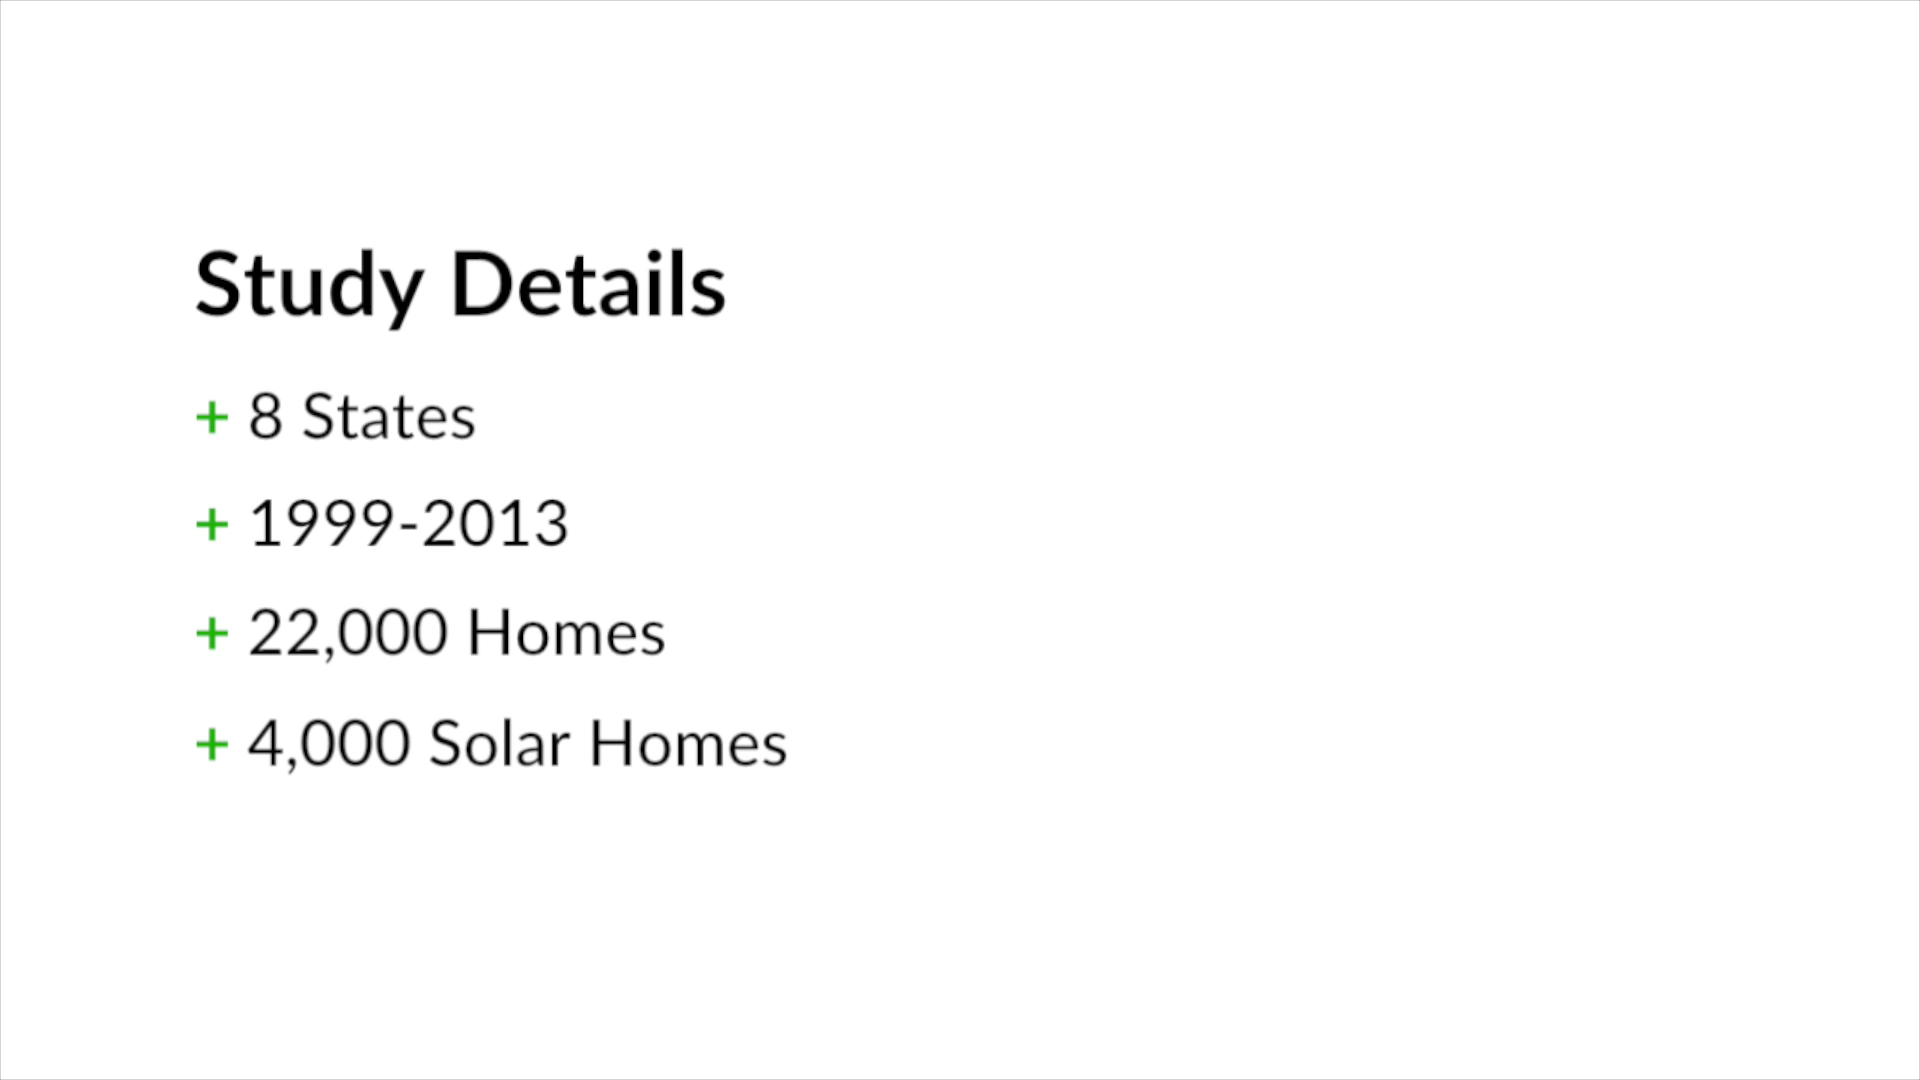 Study Details
+ 8 States
+ 1999-2013
+ 22,000 Homes
+ 4,000 Solar Homes